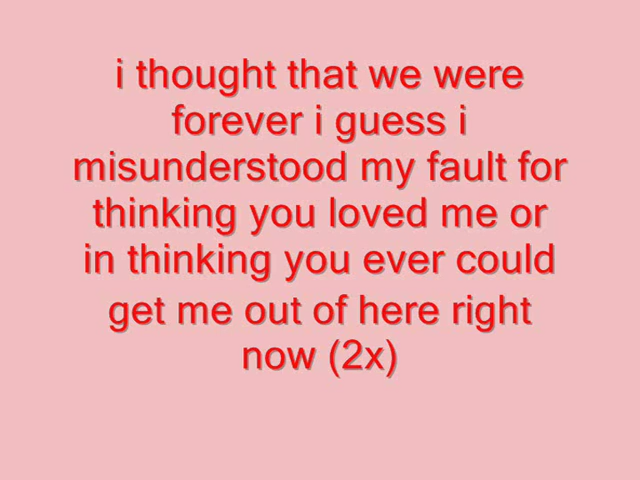 i thought that we were
forever i guess i
misunderstood my fault for
thinking you loved me or
in thinking you ever could
get me out of here right
now (2x)